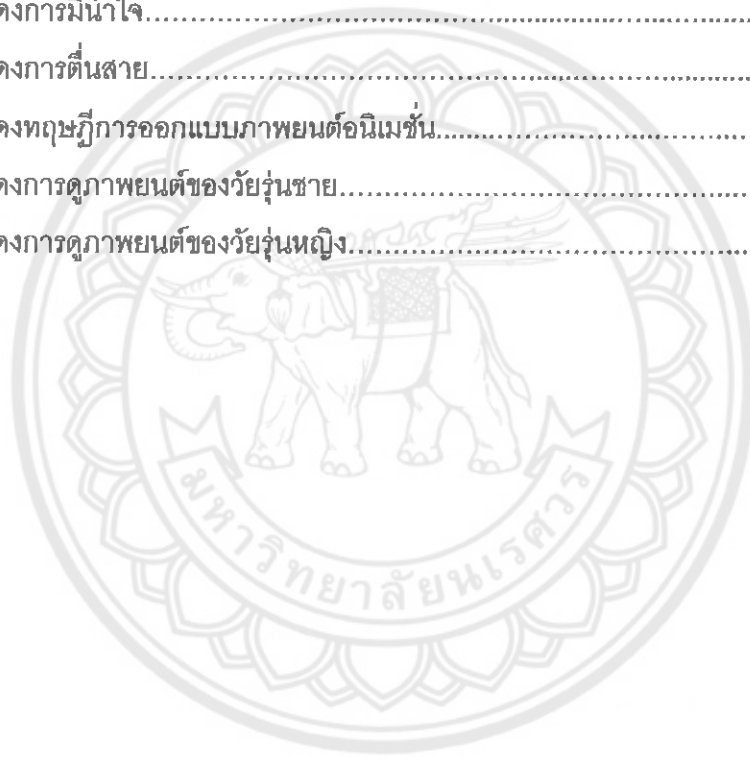 ดงการมีน้ำใจ
ดงการตื่นสาย
ดงทฤษฎีการออกแบบภาพยนต์อนิเมชั่น
ดงการดูภาพยนต์ของวัยรุ่นชาย
ดงการดูภาพยนต์ของวัยรุ่นหญิง
มหาวิทยาลัยนเรศวร